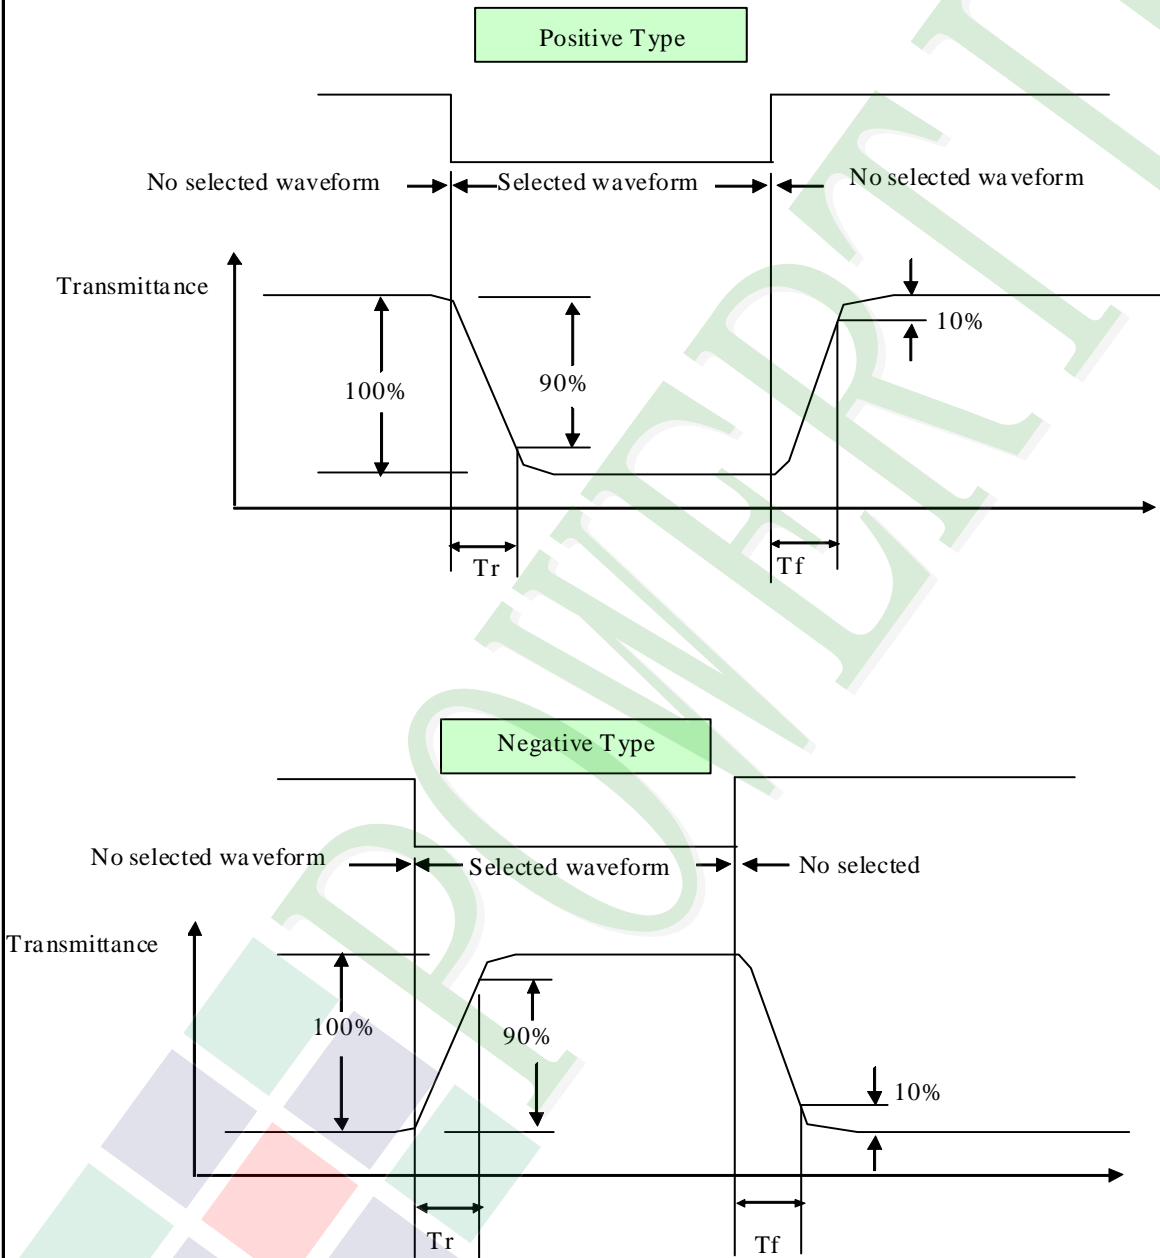 Positive Type
No selected waveform
Selected waveform
No selected waveform
Transmittance
100%
90%
10%
Tr
Tf
Negative Type
No selected waveform
Selected waveform
No selected
Transmittance
100%
90%
10%
Tr
Tf